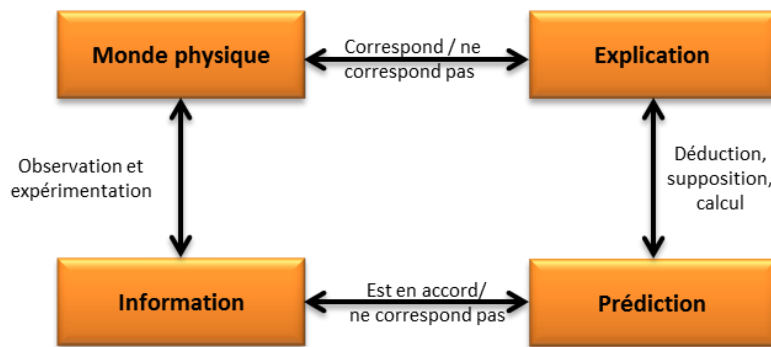 Monde physique
Correspond / ne
correspond pas
Explication
Observation et
expérimentation
Déduction,
supposition,
calcul
Information
Est en accord/
ne correspond pas
Prédiction